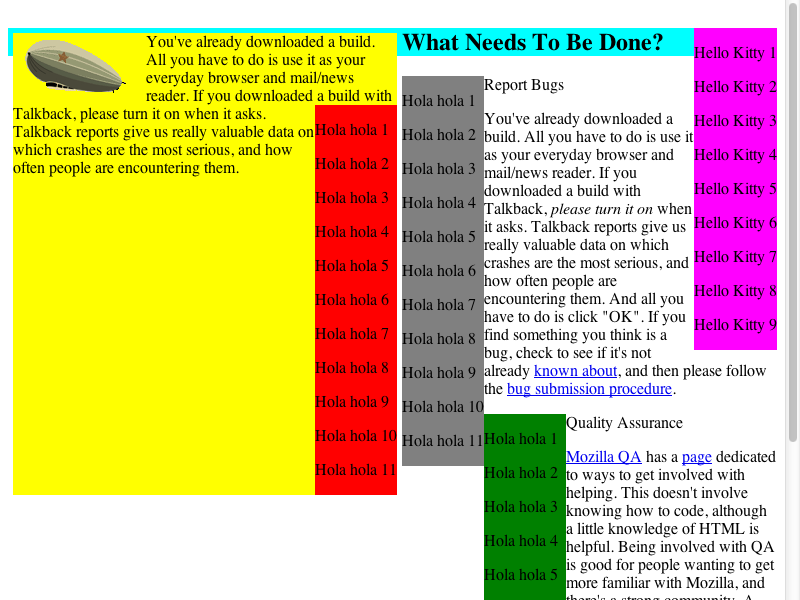 You've already downloaded a build.
All you have to do is use it as your
everyday browser and mail/news
reader. If you downloaded a build with
Talkback, please turn it on when it asks.
Talkback reports give us really valuable data on
which crashes are the most serious, and how
often people are encountering them.
Hola hola 1
Hola hola 2
Hola hola 3
Hola hola 4
Hola hola 5
Hola hola 6
Hola hola 7
Hola hola 8
Hola hola 9
Hola hola 10
Hola hola 11
What Needs To Be Done?
Hola hola 1
Hola hola 2
Hola hola 3
Hola hola 4
Hola hola 5
Hola hola 6
Hola hola 7
Hola hola 8
Hola hola 9
Hola hola 10
Hola hola 11
Hello Kitty 1
Hello Kitty 2
Hello Kitty 3
Hello Kitty 4
Hello Kitty 5
Hello Kitty 6
Hello Kitty 7
Hello Kitty 8
Hello Kitty 9
Report Bugs
You've already downloaded a
build. All you have to do is use it
as your everyday browser and
mail/news reader. If you
downloaded a build with
Talkback, please turn it on when
it asks. Talkback reports give us
really valuable data on which
crashes are the most serious, and
how often people are
encountering them. And all you
have to do is click "OK". If you
find something you think is a
bug, check to see if it's not
already known about, and then please follow
the bug submission procedure.
Hola hola 1
Hola hola 2
Hola hola 3
Hola hola 4
Hola hola 5
Quality Assurance
Mozilla QA has a page dedicated
to ways to get involved with
helping. This doesn't involve
knowing how to code, although
a little knowledge of HTML is
helpful. Being involved with QA
is good for people wanting to get
more familiar with Mozilla, and
there's a strong community. A